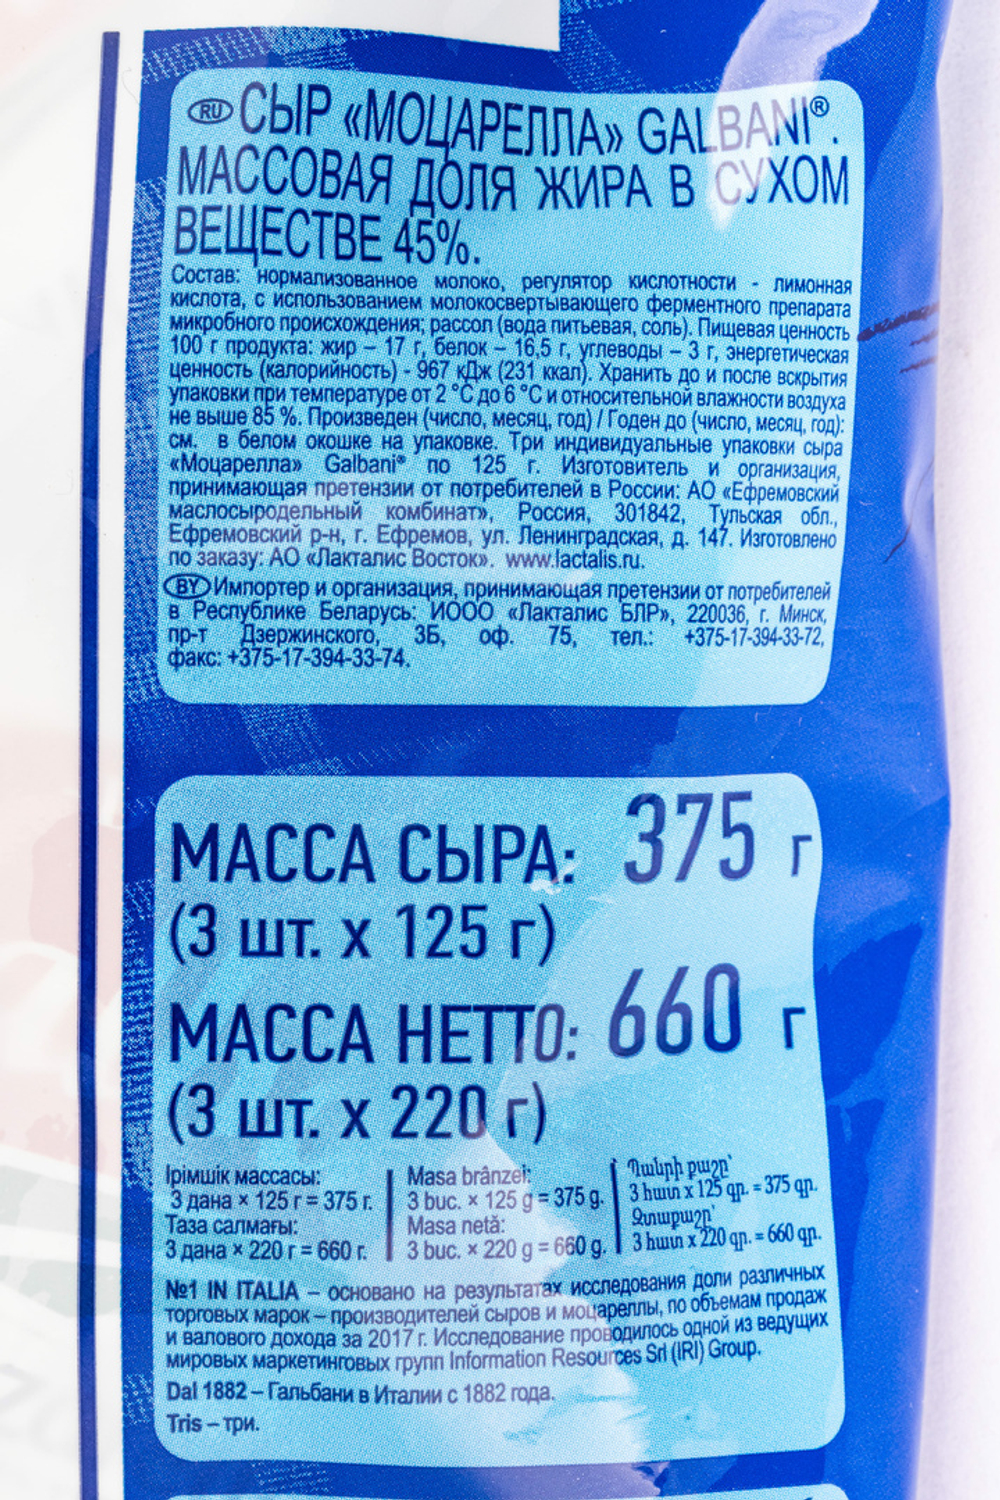 RU СЫР «МОЦАРЕЛЛА» GALBANI®.
МАССОВАЯ ДОЛЯ ЖИРА В СУХОМ
ВЕЩЕСТВЕ 45%.
Состав: нормализованное молоко, регулятор кислотности - лимонная
кислота, с использованием молокосвертывающего ферментного препарата
микробного происхождения; рассол (вода питьевая, соль). Пищевая ценность
100 г продукта: жир – 17 г, белок – 16,5 г, углеводы – 3 г, энергетическая
ценность (калорийность) - 967 кДж (231 ккал). Хранить до и после вскрытия
упаковки при температуре от 2 °С до 6 °С и относительной влажности воздуха
не выше 85 %. Произведен (число, месяц, год) / Годен до (число, месяц, год):
см. в белом окошке на упаковке. Три индивидуальные упаковки сыра
«Моцарелла» Galbani® по 125 г. Изготовитель и организация,
принимающая претензии от потребителей в России: АО «Ефремовский
маслосыродельный комбинат», Россия, 301842, Тульская обл.,
Ефремовский р-н, г. Ефремов, ул. Ленинградская, д. 147. Изготовлено
по заказу: АО «Лакталис Восток». www.lactalis.ru.
BY Импортер и организация, принимающая претензии от потребителей
в Республике Беларусь: ИООО «Лакталис БЛР», 220036, г. Минск,
пр-т Дзержинского, 3Б, оф. 75, тел.: +375-17-394-33-72,
факс: +375-17-394-33-74.
МАССА СЫРА: 375 г
(3 шт. х 125 г)
МАССА НЕТТО: 660 г
(3 шт. х 220 г)
Ірімшік массасы:
3 дана × 125 г = 375 г.
Таза салмағы:
3 дана × 220 г = 660 г.
Masa brânzei:
3 buc. × 125 g = 375 g.
Masa netă:
3 buc. × 220 g = 660 g.
Պանրի քաշը՝
3 հատ x 125 գր. = 375 գր.
Զտաքաշը՝
3 հատ x 220 գր. = 660 գր.
№1 IN ITALIA – основано на результатах исследования доли различных
торговых марок – производителей сыров и моцареллы, по объемам продаж
и валового дохода за 2017 г. Исследование проводилось одной из ведущих
мировых маркетинговых групп Information Resources Srl (IRI) Group.
Dal 1882 – Гальбани в Италии с 1882 года.
Tris – три.